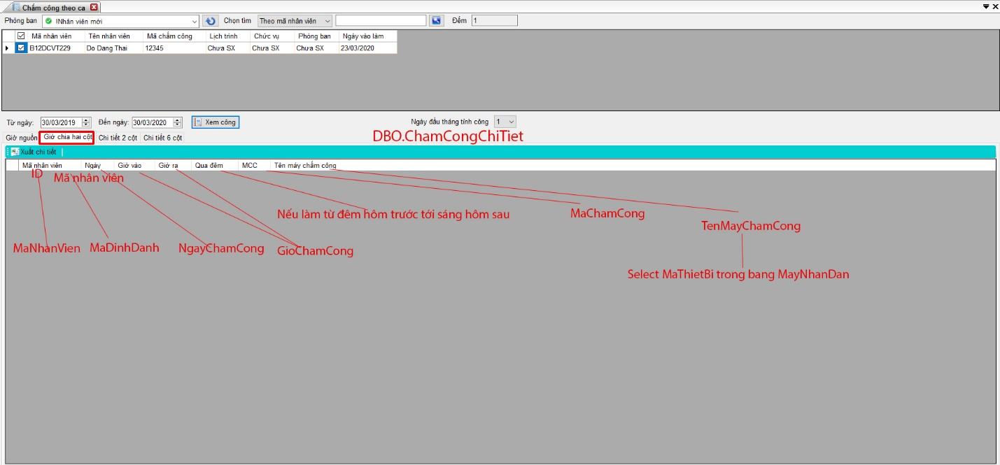 Chấm công theo ca
Phòng ban !Nhân viên mới Chọn tìm Theo mã nhân viên Đếm 1
Mã nhân viên Tên nhân viên Mã chấm công Lịch trình Chức vụ Phòng ban Ngày vào làm
B12DCVT229 Do Dang Thai 12345 Chưa SX Chưa SX Chưa SX 23/03/2020
Từ ngày: 30/03/2019 Đến ngày: 30/03/2020 Xem công Ngày đầu tháng tính công 1
Giờ nguồn Giờ chia hai cột Chi tiết 2 cột Chi tiết 6 cột DBO.ChamCongChiTiet
Xuất chi tiết
Mã nhân viên Ngày Giờ vào Giờ ra Qua đêm MCC Tên máy chấm công
ID Mã nhân viên
Nếu làm từ đêm hôm trước tới sáng hôm sau MaChamCong
TenMayChamCong
MaNhanVien MaDinhDanh NgayChamCong GioChamCong
Select MaThietBi trong bang MayNhanDan